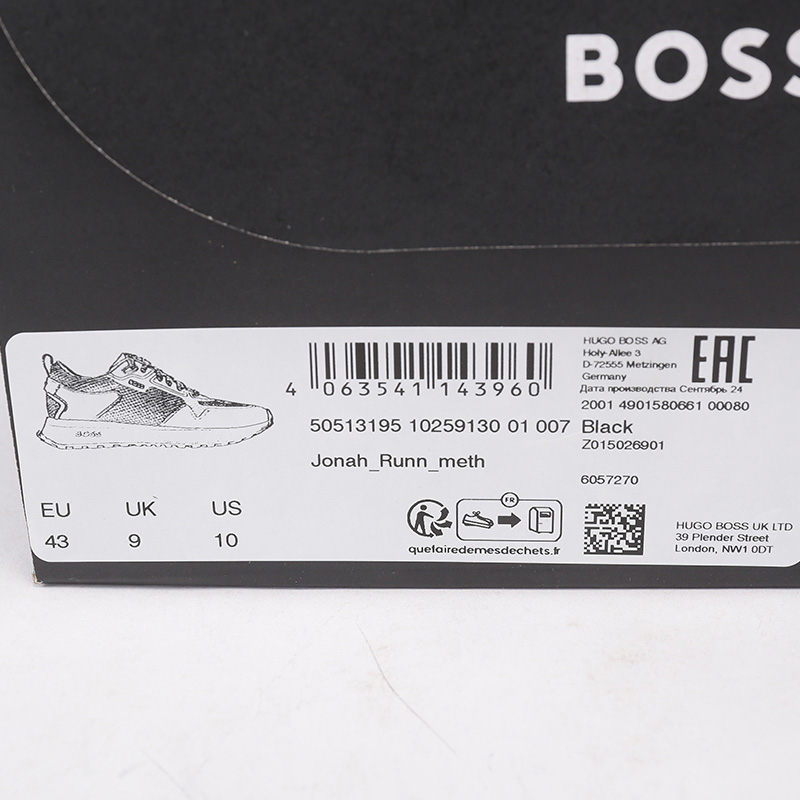 BOSS
4 063541 143960
50513195 10259130 01 007
Jonah_Runn_meth
EU UK US
43 9 10
FR
quefairedemesdechets.fr
HUGO BOSS AG
Holy-Allee 3
D-72555 Metzingen
Germany
EAC
Дата производства Сентябрь 24
2001 4901580661 00080
Black
Z015026901
6057270
HUGO BOSS UK LTD
39 Plender Street
London, NW1 0DT